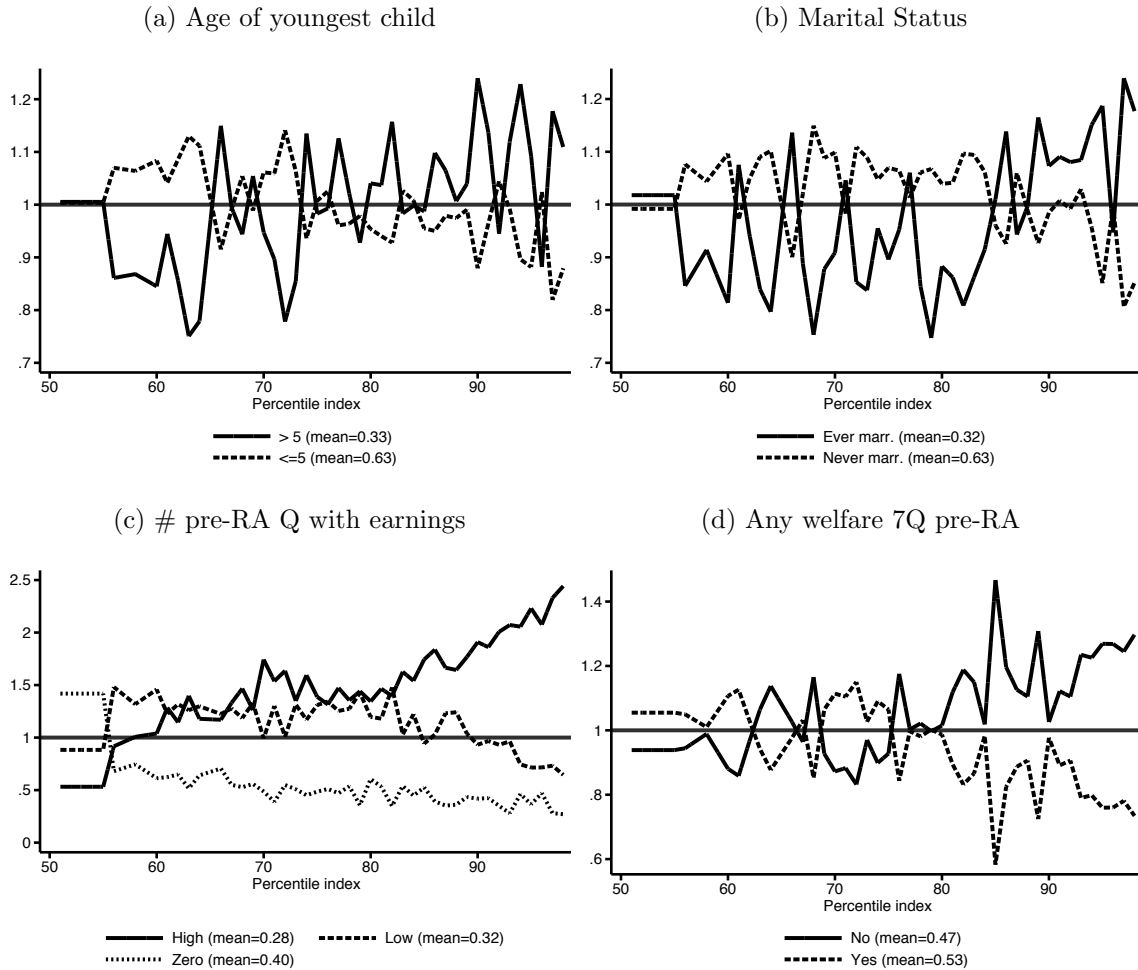 (a) Age of youngest child
1.2
1.1
1
.9
.8
.7
50 60 70 80 90
Percentile index
> 5 (mean=0.33)
<=5 (mean=0.63)
(b) Marital Status
1.2
1.1
1
.9
.8
.7
50 60 70 80 90
Percentile index
Ever marr. (mean=0.32)
Never marr. (mean=0.63)
(c) # pre-RA Q with earnings
2.5
2
1.5
1
.5
0
50 60 70 80 90
Percentile index
High (mean=0.28) Low (mean=0.32)
Zero (mean=0.40)
(d) Any welfare 7Q pre-RA
1.4
1.2
1
.8
.6
50 60 70 80 90
Percentile index
No (mean=0.47)
Yes (mean=0.53)